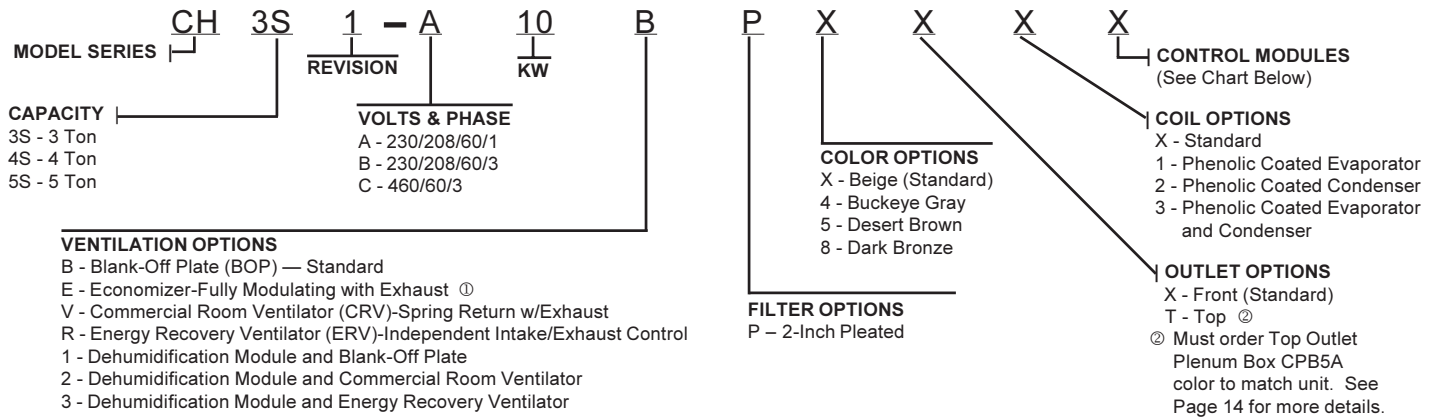 CH 3S 1 – A 10 B P X X X X
MODEL SERIES
REVISION
KW
CONTROL MODULES
(See Chart Below)
CAPACITY
3S - 3 Ton
4S - 4 Ton
5S - 5 Ton
VOLTS & PHASE
A - 230/208/60/1
B - 230/208/60/3
C - 460/60/3
COLOR OPTIONS
X - Beige (Standard)
4 - Buckeye Gray
5 - Desert Brown
8 - Dark Bronze
COIL OPTIONS
X - Standard
1 - Phenolic Coated Evaporator
2 - Phenolic Coated Condenser
3 - Phenolic Coated Evaporator
and Condenser
VENTILATION OPTIONS
B - Blank-Off Plate (BOP) — Standard
E - Economizer-Fully Modulating with Exhaust ①
V - Commercial Room Ventilator (CRV)-Spring Return w/Exhaust
R - Energy Recovery Ventilator (ERV)-Independent Intake/Exhaust Control
1 - Dehumidification Module and Blank-Off Plate
2 - Dehumidification Module and Commercial Room Ventilator
3 - Dehumidification Module and Energy Recovery Ventilator
FILTER OPTIONS
P – 2-Inch Pleated
OUTLET OPTIONS
X - Front (Standard)
T - Top ②
② Must order Top Outlet
Plenum Box CPB5A
color to match unit. See
Page 14 for more details.